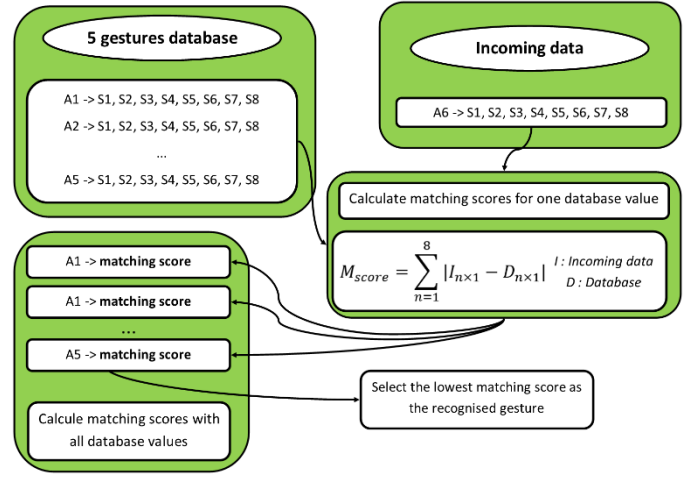 5 gestures database
A1 -> S1, S2, S3, S4, S5, S6, S7, S8
A2 -> S1, S2, S3, S4, S5, S6, S7, S8
...
A5 -> S1, S2, S3, S4, S5, S6, S7, S8
Incoming data
A6 -> S1, S2, S3, S4, S5, S6, S7, S8
Calculate matching scores for one database value
M_{score} = \sum_{n=1}^{8} |I_{n×1} − D_{n×1}|
I : Incoming data
D : Database
A1 -> matching score
A1 -> matching score
...
A5 -> matching score
Calcule matching scores with
all database values
Select the lowest matching score as
the recognised gesture